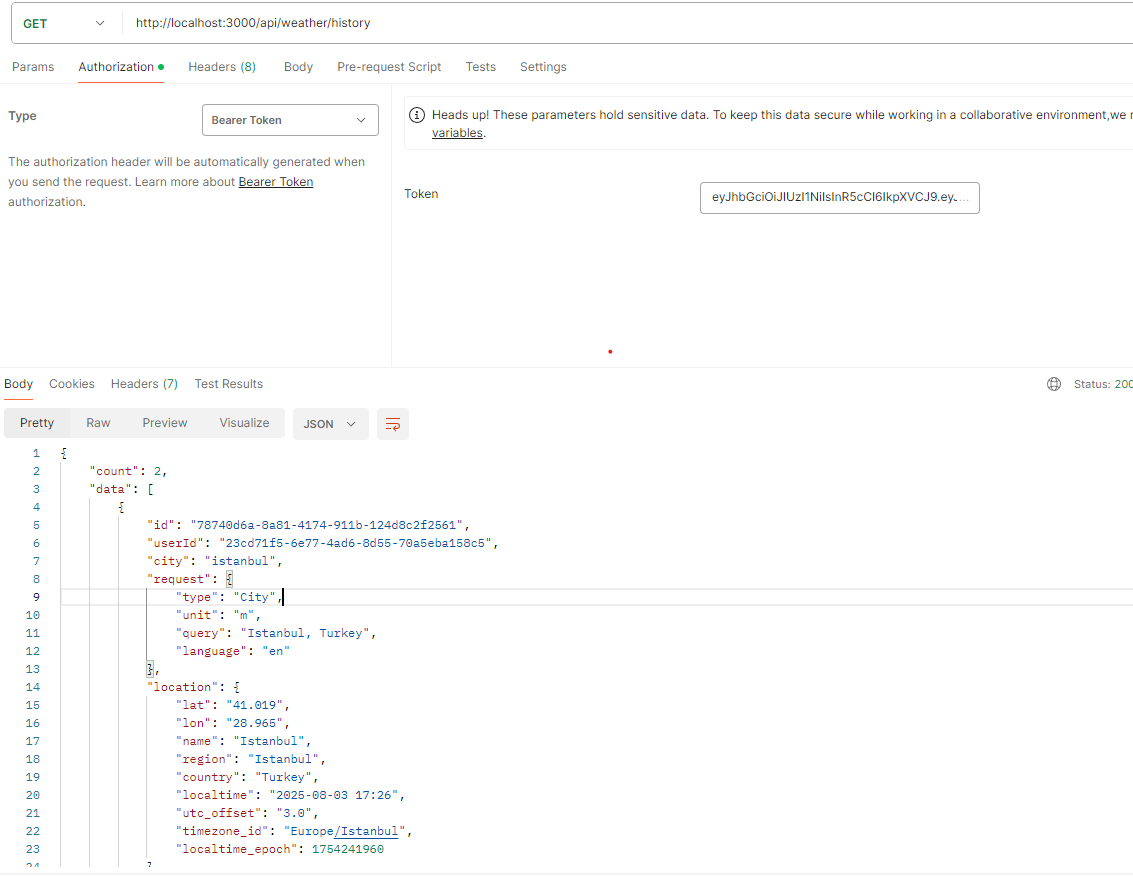 GET http://localhost:3000/api/weather/history
Params Authorization Headers (8) Body Pre-request Script Tests Settings
Type Bearer Token
The authorization header will be automatically generated when
you send the request. Learn more about Bearer Token
authorization.
Heads up! These parameters hold sensitive data. To keep this data secure while working in a collaborative environment,we
variables.
Token eyJhbGciOiJIUzI1NiIsInR5cCI6IkpXVCJ9.eyJ...
Body Cookies Headers (7) Test Results Status: 200
Pretty Raw Preview Visualize JSON
1 {
2 "count": 2,
3 "data": [
4 {
5 "id": "78740d6a-8a81-4174-911b-124d8c2f2561",
6 "userId": "23cd71f5-6e77-4ad6-8d55-70a5eba158c5",
7 "city": "istanbul",
8 "request": {
9 "type": "City",
10 "unit": "m",
11 "query": "Istanbul, Turkey",
12 "language": "en"
13 },
14 "location": {
15 "lat": "41.019",
16 "lon": "28.965",
17 "name": "Istanbul",
18 "region": "Istanbul",
19 "country": "Turkey",
20 "localtime": "2025-08-03 17:26",
21 "utc_offset": "3.0",
22 "timezone_id": "Europe/Istanbul",
23 "localtime_epoch": 1754241960
24